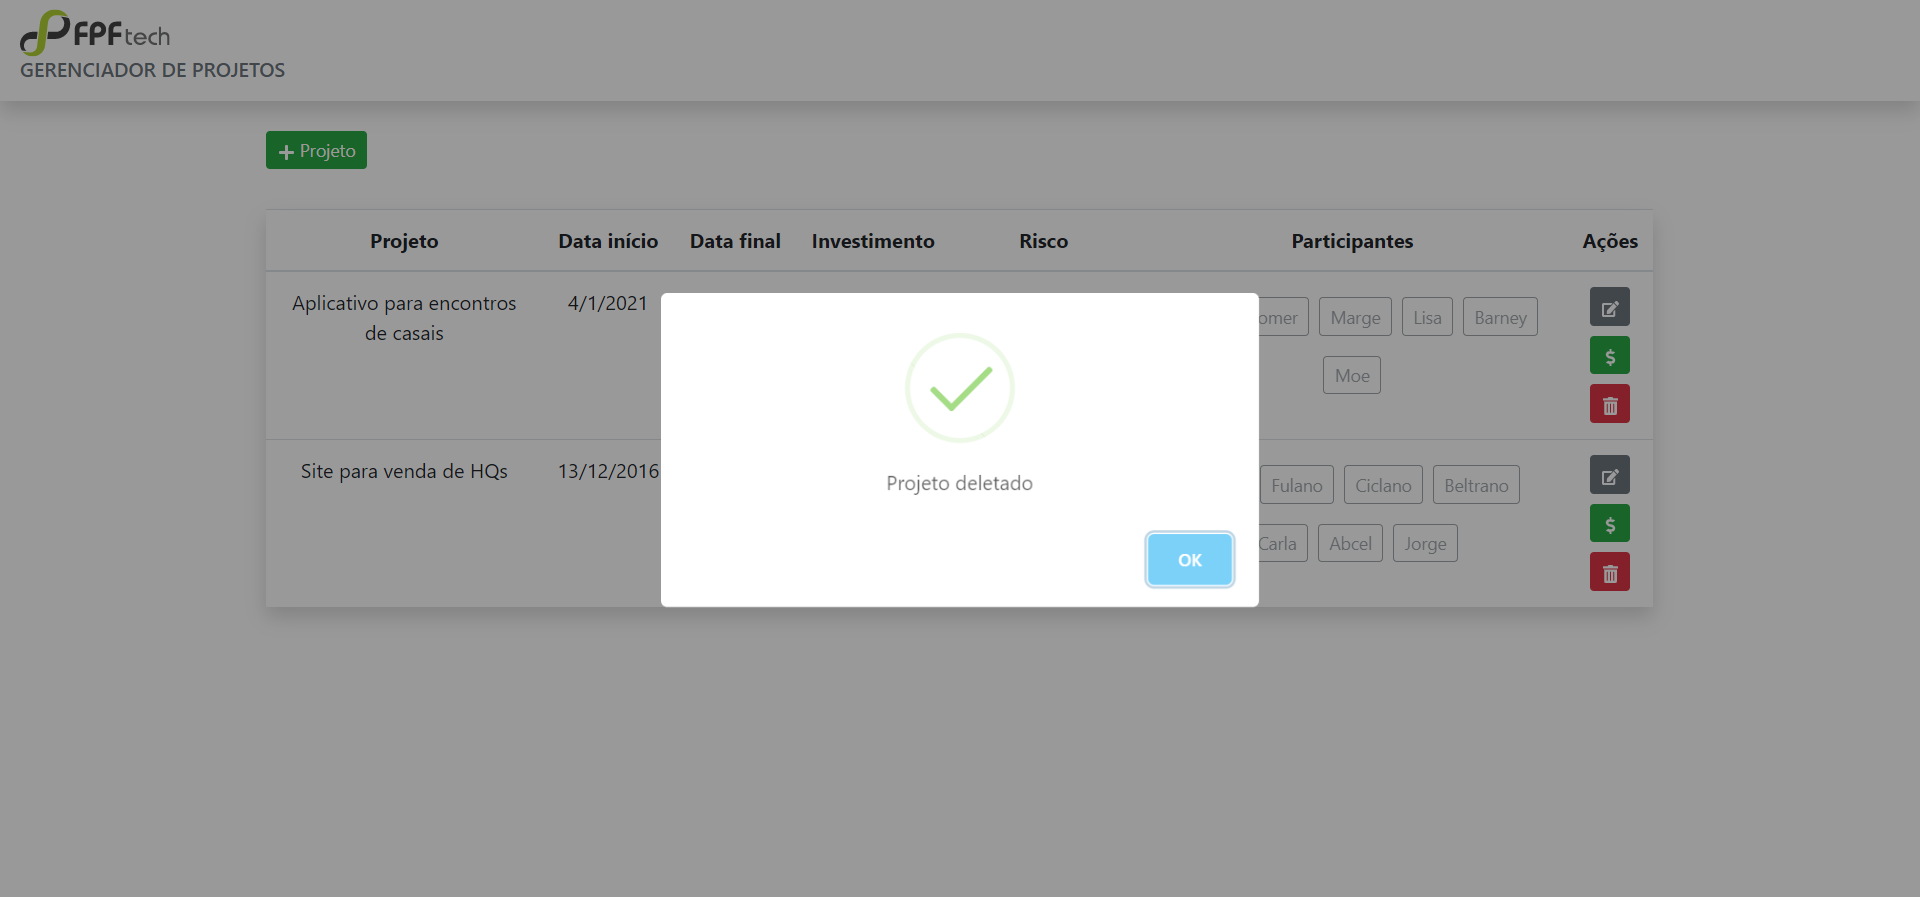 FPFtech
GERENCIADOR DE PROJETOS
Projeto
Projeto Data início Data final Investimento Risco Participantes Ações
Aplicativo para encontros
de casais
4/1/2021
Marge Lisa Barney
Moe
Site para venda de HQs
13/12/2016
Fulano Ciclano Beltrano
Carla Abcel Jorge
Projeto deletado
OK